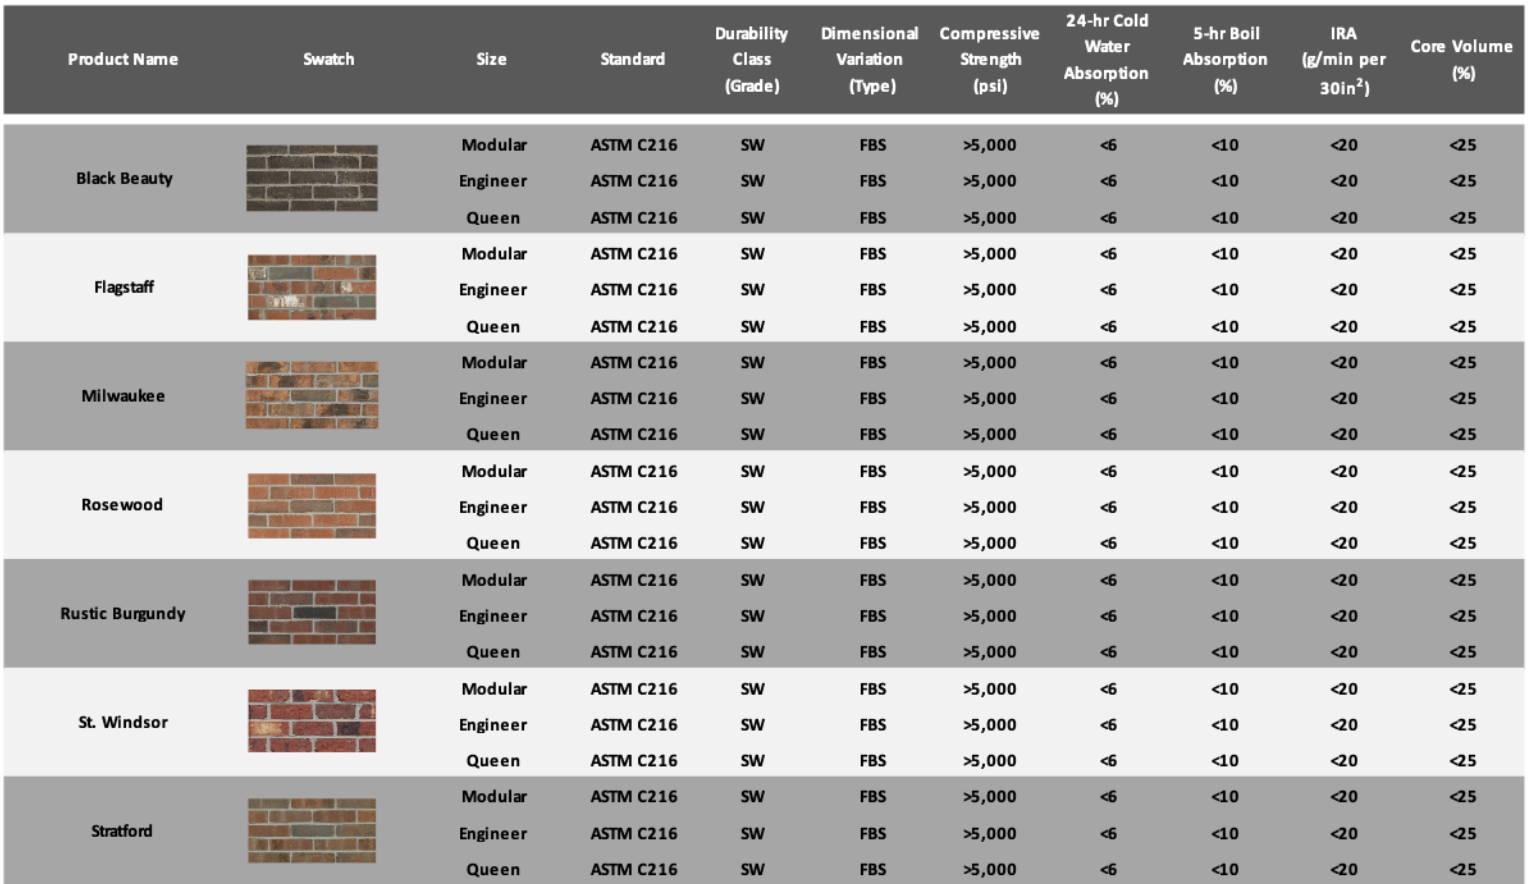 Product Name Swatch Size Standard Durability Class (Grade) Dimensional Variation (Type) Compressive Strength (psi) 24-hr Cold Water Absorption (%) 5-hr Boil Absorption (%) IRA (g/min per 30in²) Core Volume (%)
Black Beauty
Modular ASTM C216 SW FBS >5,000 <6 <10 <20 <25
Engineer ASTM C216 SW FBS >5,000 <6 <10 <20 <25
Queen ASTM C216 SW FBS >5,000 <6 <10 <20 <25
Flagstaff
Modular ASTM C216 SW FBS >5,000 <6 <10 <20 <25
Engineer ASTM C216 SW FBS >5,000 <6 <10 <20 <25
Queen ASTM C216 SW FBS >5,000 <6 <10 <20 <25
Milwaukee
Modular ASTM C216 SW FBS >5,000 <6 <10 <20 <25
Engineer ASTM C216 SW FBS >5,000 <6 <10 <20 <25
Queen ASTM C216 SW FBS >5,000 <6 <10 <20 <25
Rosewood
Modular ASTM C216 SW FBS >5,000 <6 <10 <20 <25
Engineer ASTM C216 SW FBS >5,000 <6 <10 <20 <25
Queen ASTM C216 SW FBS >5,000 <6 <10 <20 <25
Rustic Burgundy
Modular ASTM C216 SW FBS >5,000 <6 <10 <20 <25
Engineer ASTM C216 SW FBS >5,000 <6 <10 <20 <25
Queen ASTM C216 SW FBS >5,000 <6 <10 <20 <25
St. Windsor
Modular ASTM C216 SW FBS >5,000 <6 <10 <20 <25
Engineer ASTM C216 SW FBS >5,000 <6 <10 <20 <25
Queen ASTM C216 SW FBS >5,000 <6 <10 <20 <25
Stratford
Modular ASTM C216 SW FBS >5,000 <6 <10 <20 <25
Engineer ASTM C216 SW FBS >5,000 <6 <10 <20 <25
Queen ASTM C216 SW FBS >5,000 <6 <10 <20 <25